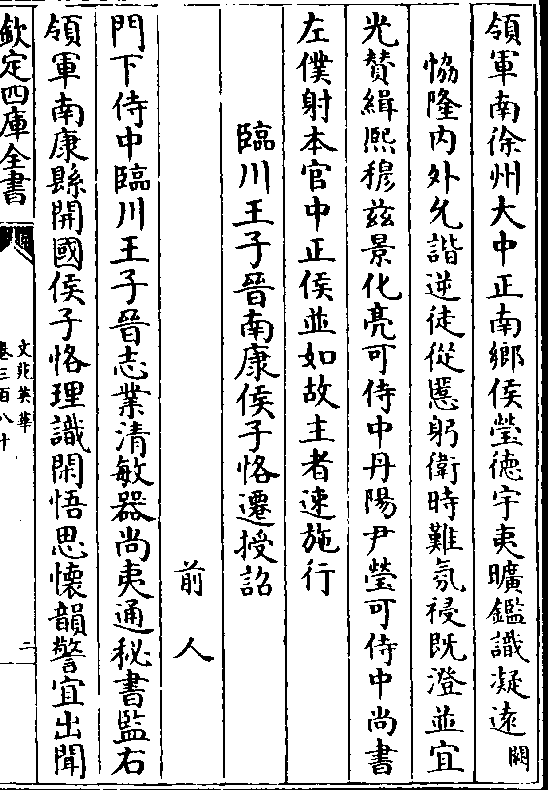 領軍南徐州大中正南鄉侯瑩徳宇夷曠鑑識凝逺闕
恊隆内外允諧逆徒從慝躬衛時難氛祲既澄並宜
光賛緝熈穆兹景化亮可侍中丹陽尹瑩可侍中尚書
左僕射本官中正侯並如故主者速施行
臨川王子晉南康侯子恪遷授詔
前人
門下侍中臨川王子晉志業清敏器尚夷通秘書監右
領軍南康縣開國侯子恪理識閑悟思懐韻警宜出聞
欽定四庫全書
文苑英華
卷三百八十
二